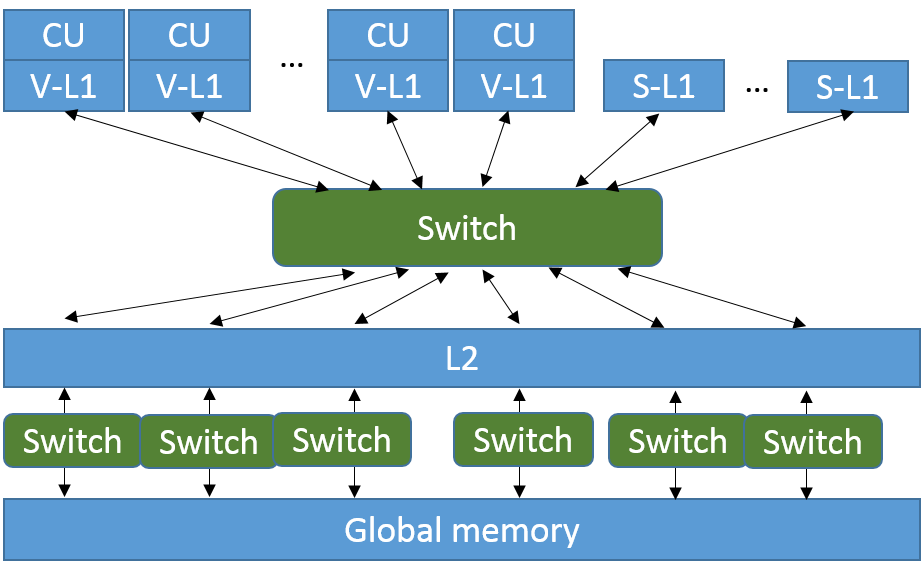 CU CU CU CU
V-L1 V-L1 ... V-L1 V-L1 S-L1 ... S-L1
Switch
L2
Switch Switch Switch Switch Switch Switch
Global memory